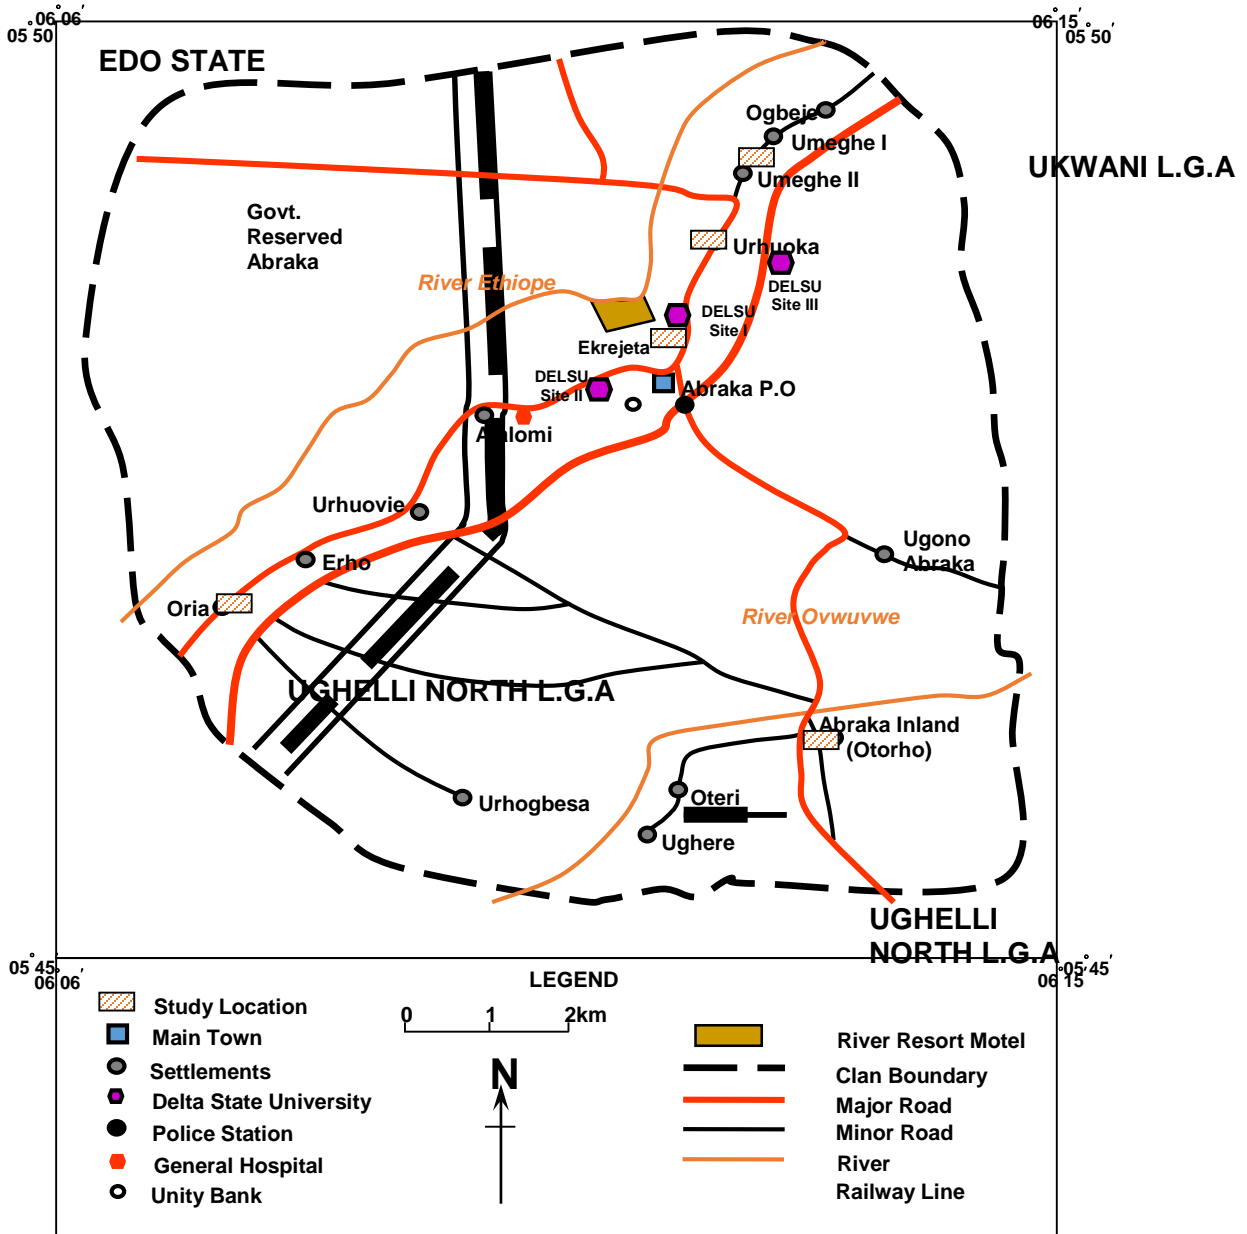 06°06′
05°50′
06°15′
05°50′
EDO STATE
Ogbeje
Umeghe I
UKWANI L.G.A
Umeghe II
Govt.
Reserved
Abraka
Urhuoka
River Ethiope
DELSU
Site III
DELSU
Site I
Ekrejeta
DELSU
Site II
Abraka P.O
Urhuovie
Ugono
Abraka
Erho
Oria
River Ovwuvwe
UGHELLI NORTH L.G.A
Abraka Inland
(Otorho)
Urhogbesa
Oteri
Ughere
UGHELLI
NORTH L.G.A
05°45′
06°06′
05°45′
06°15′
LEGEND
Study Location
Main Town
Settlements
Delta State University
Police Station
General Hospital
Unity Bank
0 1 2km
N
River Resort Motel
Clan Boundary
Major Road
Minor Road
River
Railway Line